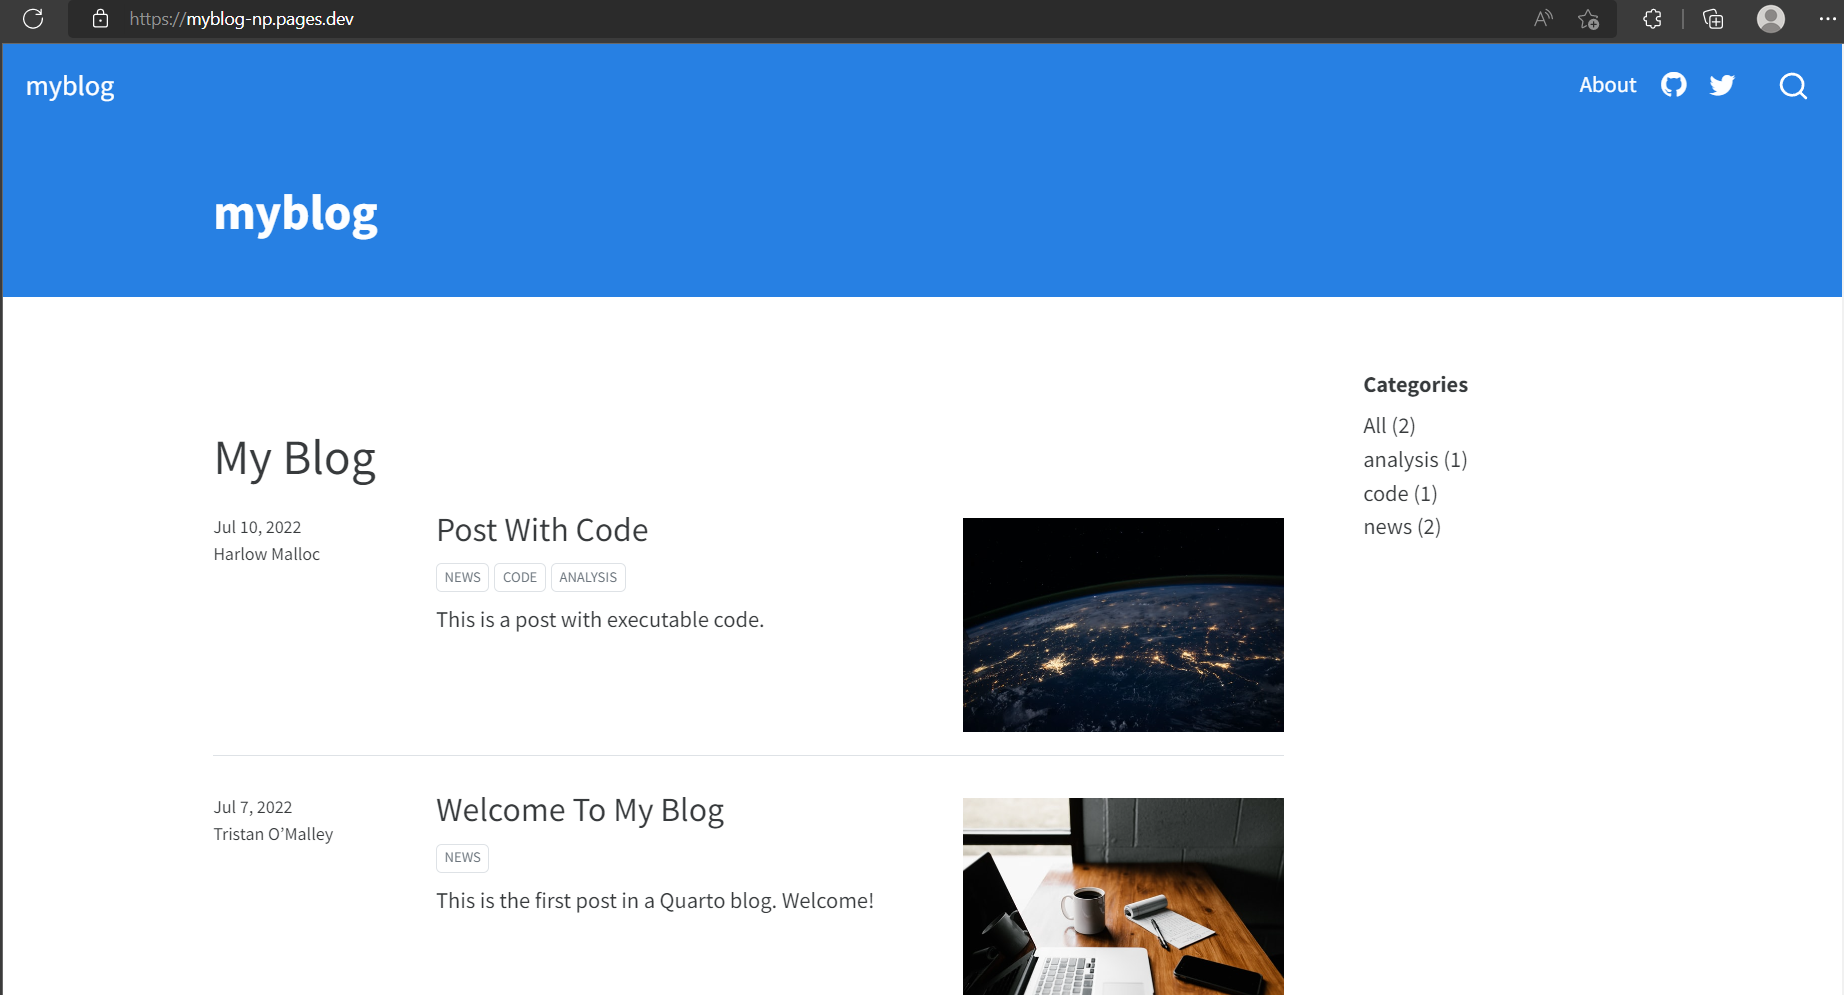 https://myblog-np.pages.dev
myblog
About
myblog
Categories
All (2)
analysis (1)
code (1)
news (2)
My Blog
Jul 10, 2022
Harlow Malloc
Post With Code
NEWS CODE ANALYSIS
This is a post with executable code.
Jul 7, 2022
Tristan O’Malley
Welcome To My Blog
NEWS
This is the first post in a Quarto blog. Welcome!